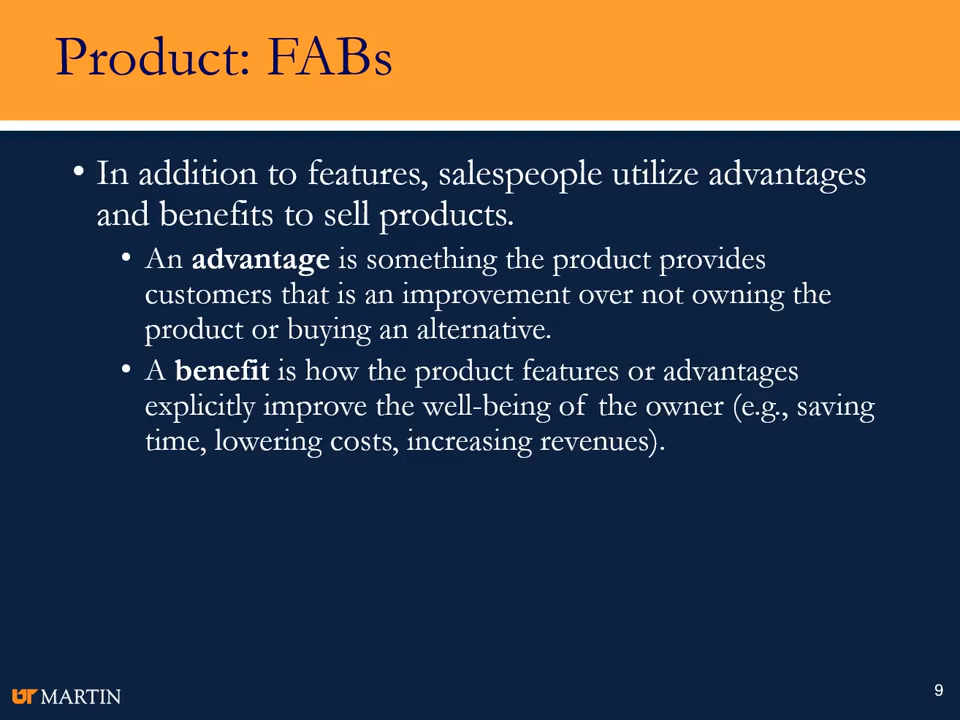 Product: FABs
• In addition to features, salespeople utilize advantages
and benefits to sell products.
• An advantage is something the product provides
customers that is an improvement over not owning the
product or buying an alternative.
• A benefit is how the product features or advantages
explicitly improve the well-being of the owner (e.g., saving
time, lowering costs, increasing revenues).
UT MARTIN
9